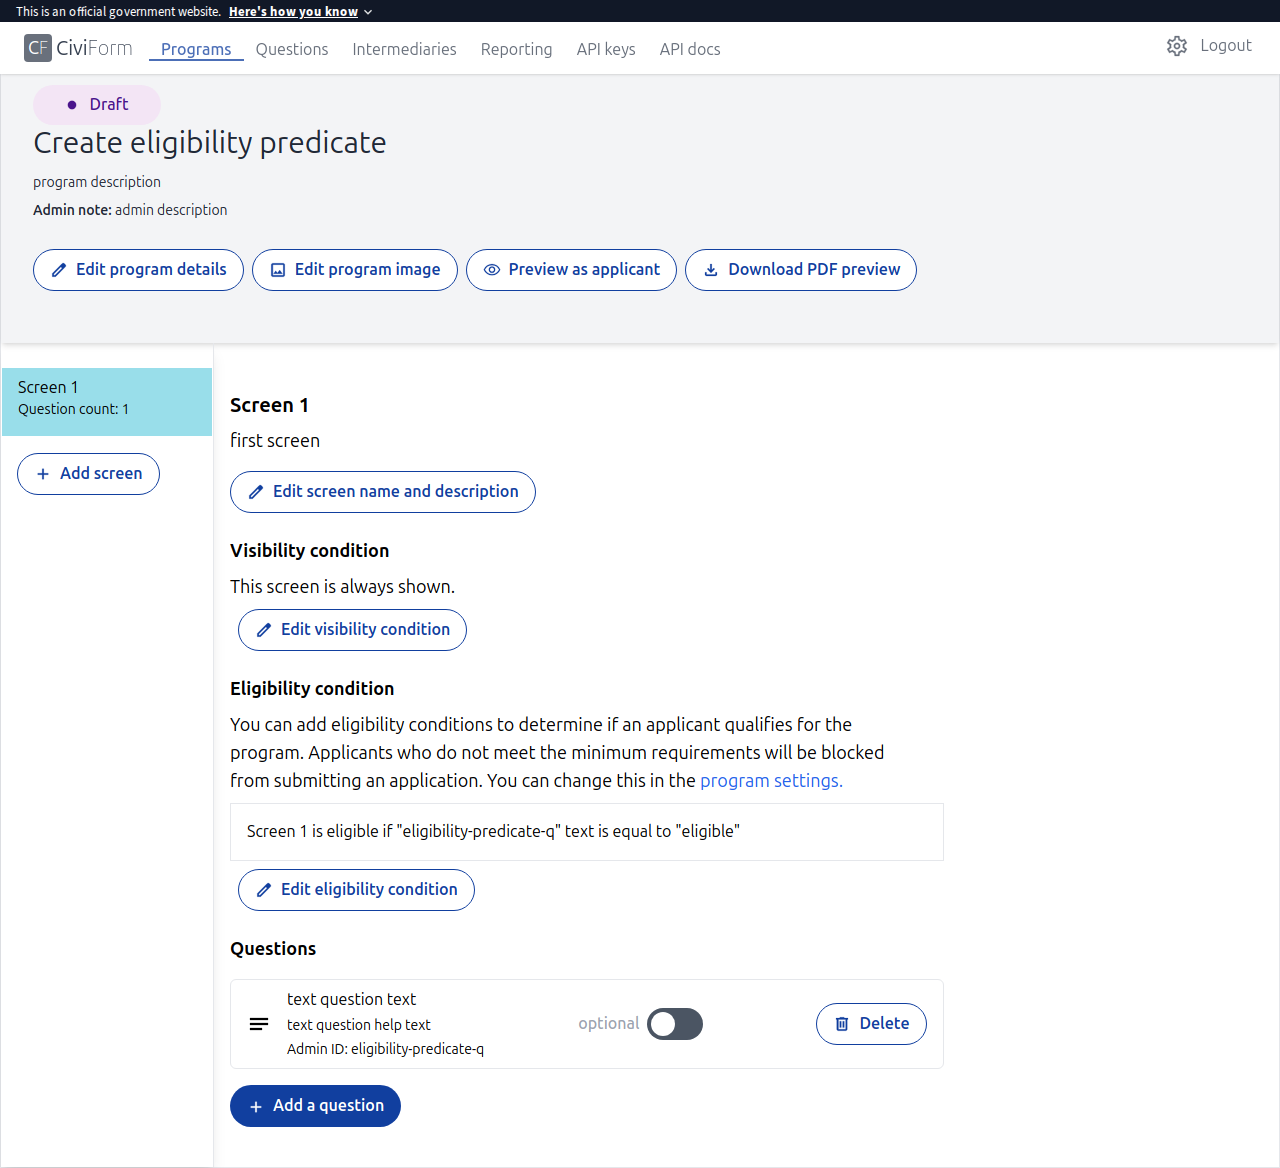 This is an official government website. Here's how you know
CF CiviForm Programs Questions Intermediaries Reporting API keys API docs Logout
Draft
Create eligibility predicate
program description
Admin note: admin description
Edit program details Edit program image Preview as applicant Download PDF preview
Screen 1
Question count: 1
Add screen
Screen 1
first screen
Edit screen name and description
Visibility condition
This screen is always shown.
Edit visibility condition
Eligibility condition
You can add eligibility conditions to determine if an applicant qualifies for the
program. Applicants who do not meet the minimum requirements will be blocked
from submitting an application. You can change this in the program settings.
Screen 1 is eligible if "eligibility-predicate-q" text is equal to "eligible"
Edit eligibility condition
Questions
text question text
text question help text
Admin ID: eligibility-predicate-q
optional
Delete
Add a question